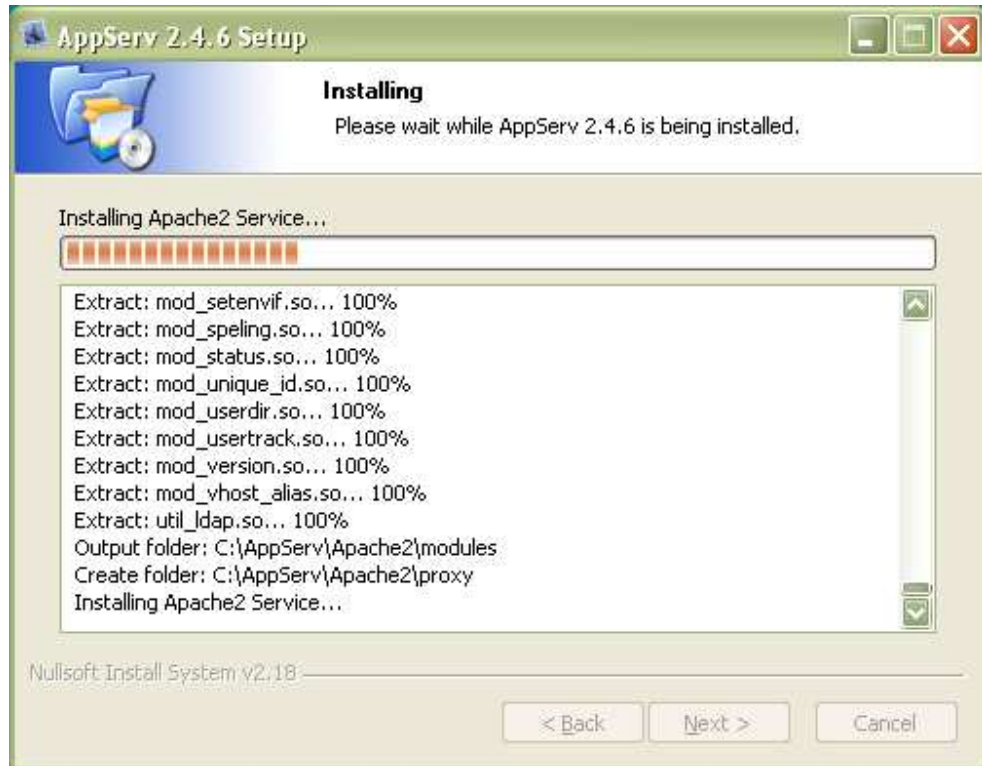 AppServ 2.4.6 Setup
Installing
Please wait while AppServ 2.4.6 is being installed.
Installing Apache2 Service...
Extract: mod_setenvif.so... 100%
Extract: mod_speling.so... 100%
Extract: mod_status.so... 100%
Extract: mod_unique_id.so... 100%
Extract: mod_userdir.so... 100%
Extract: mod_usertrack.so... 100%
Extract: mod_version.so... 100%
Extract: mod_vhost_alias.so... 100%
Extract: util_ldap.so... 100%
Output folder: C:\AppServ\Apache2\modules
Create folder: C:\AppServ\Apache2\proxy
Installing Apache2 Service...
Nullsoft Install System v2.18
< Back Next > Cancel